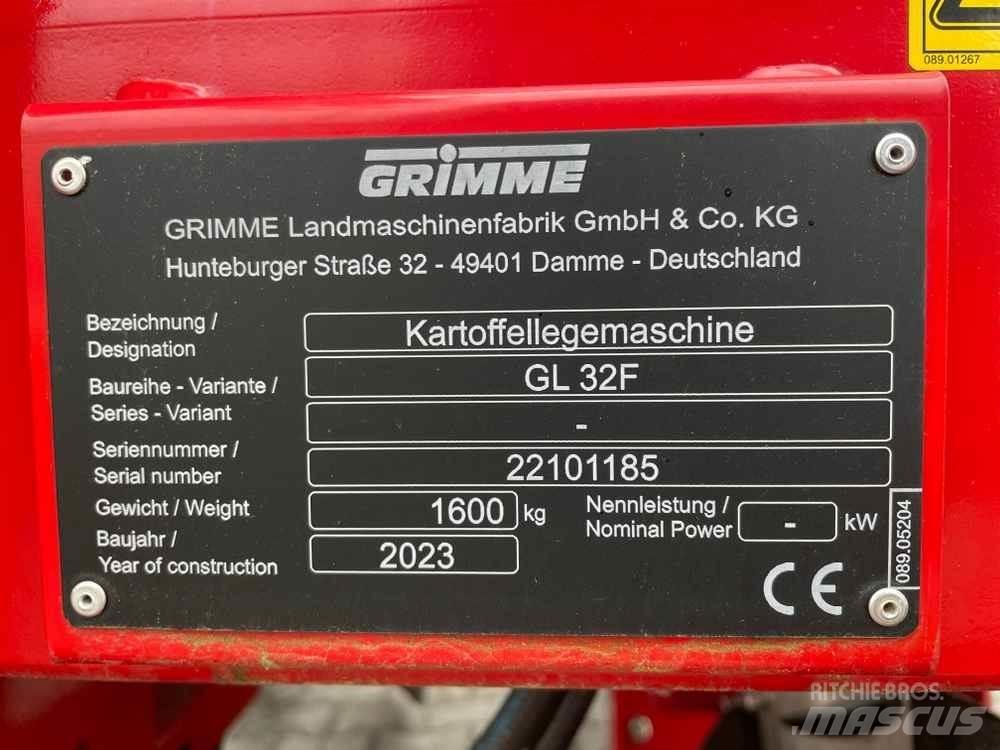 089.01267
GRIMME
GRIMME Landmaschinenfabrik GmbH & Co. KG
Hunteburger Straße 32 - 49401 Damme - Deutschland
Bezeichnung /
Designation
Kartoffellegemaschine
Baureihe - Variante /
Series - Variant
GL 32F
-
Seriennummer /
Serial number
22101185
Gewicht / Weight
1600 kg
Nennleistung /
Nominal Power
- kW
Baujahr /
Year of construction
2023
CE
089.05204
RITCHIE BROS.
MASCUS